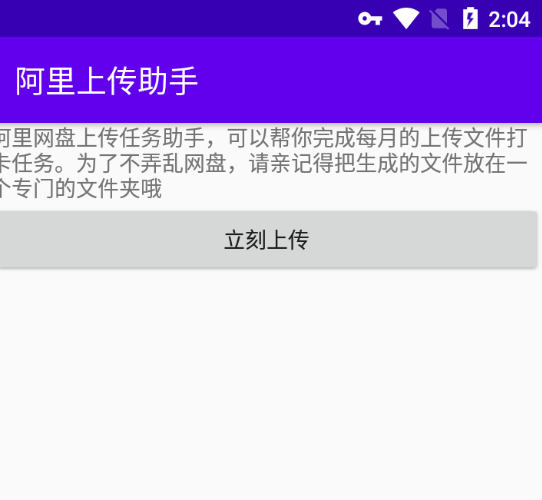 2:04
阿里上传助手
阿里网盘上传任务助手，可以帮你完成每月的上传文件打
卡任务。为了不弄乱网盘，请亲记得把生成的文件放在一
个专门的文件夹哦
立刻上传